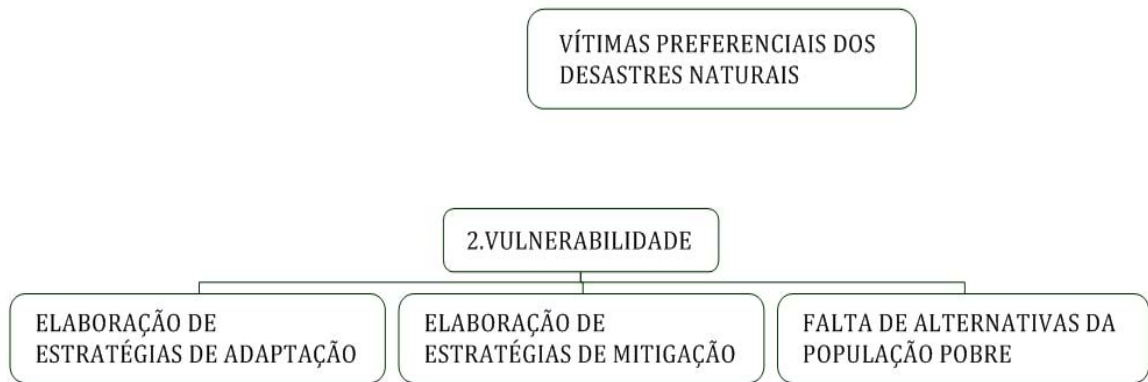 VÍTIMAS PREFERENCIAIS DOS
DESASTRES NATURAIS
2.VULNERABILIDADE
ELABORAÇÃO DE
ESTRATÉGIAS DE ADAPTAÇÃO
ELABORAÇÃO DE
ESTRATÉGIAS DE MITIGAÇÃO
FALTA DE ALTERNATIVAS DA
POPULAÇÃO POBRE